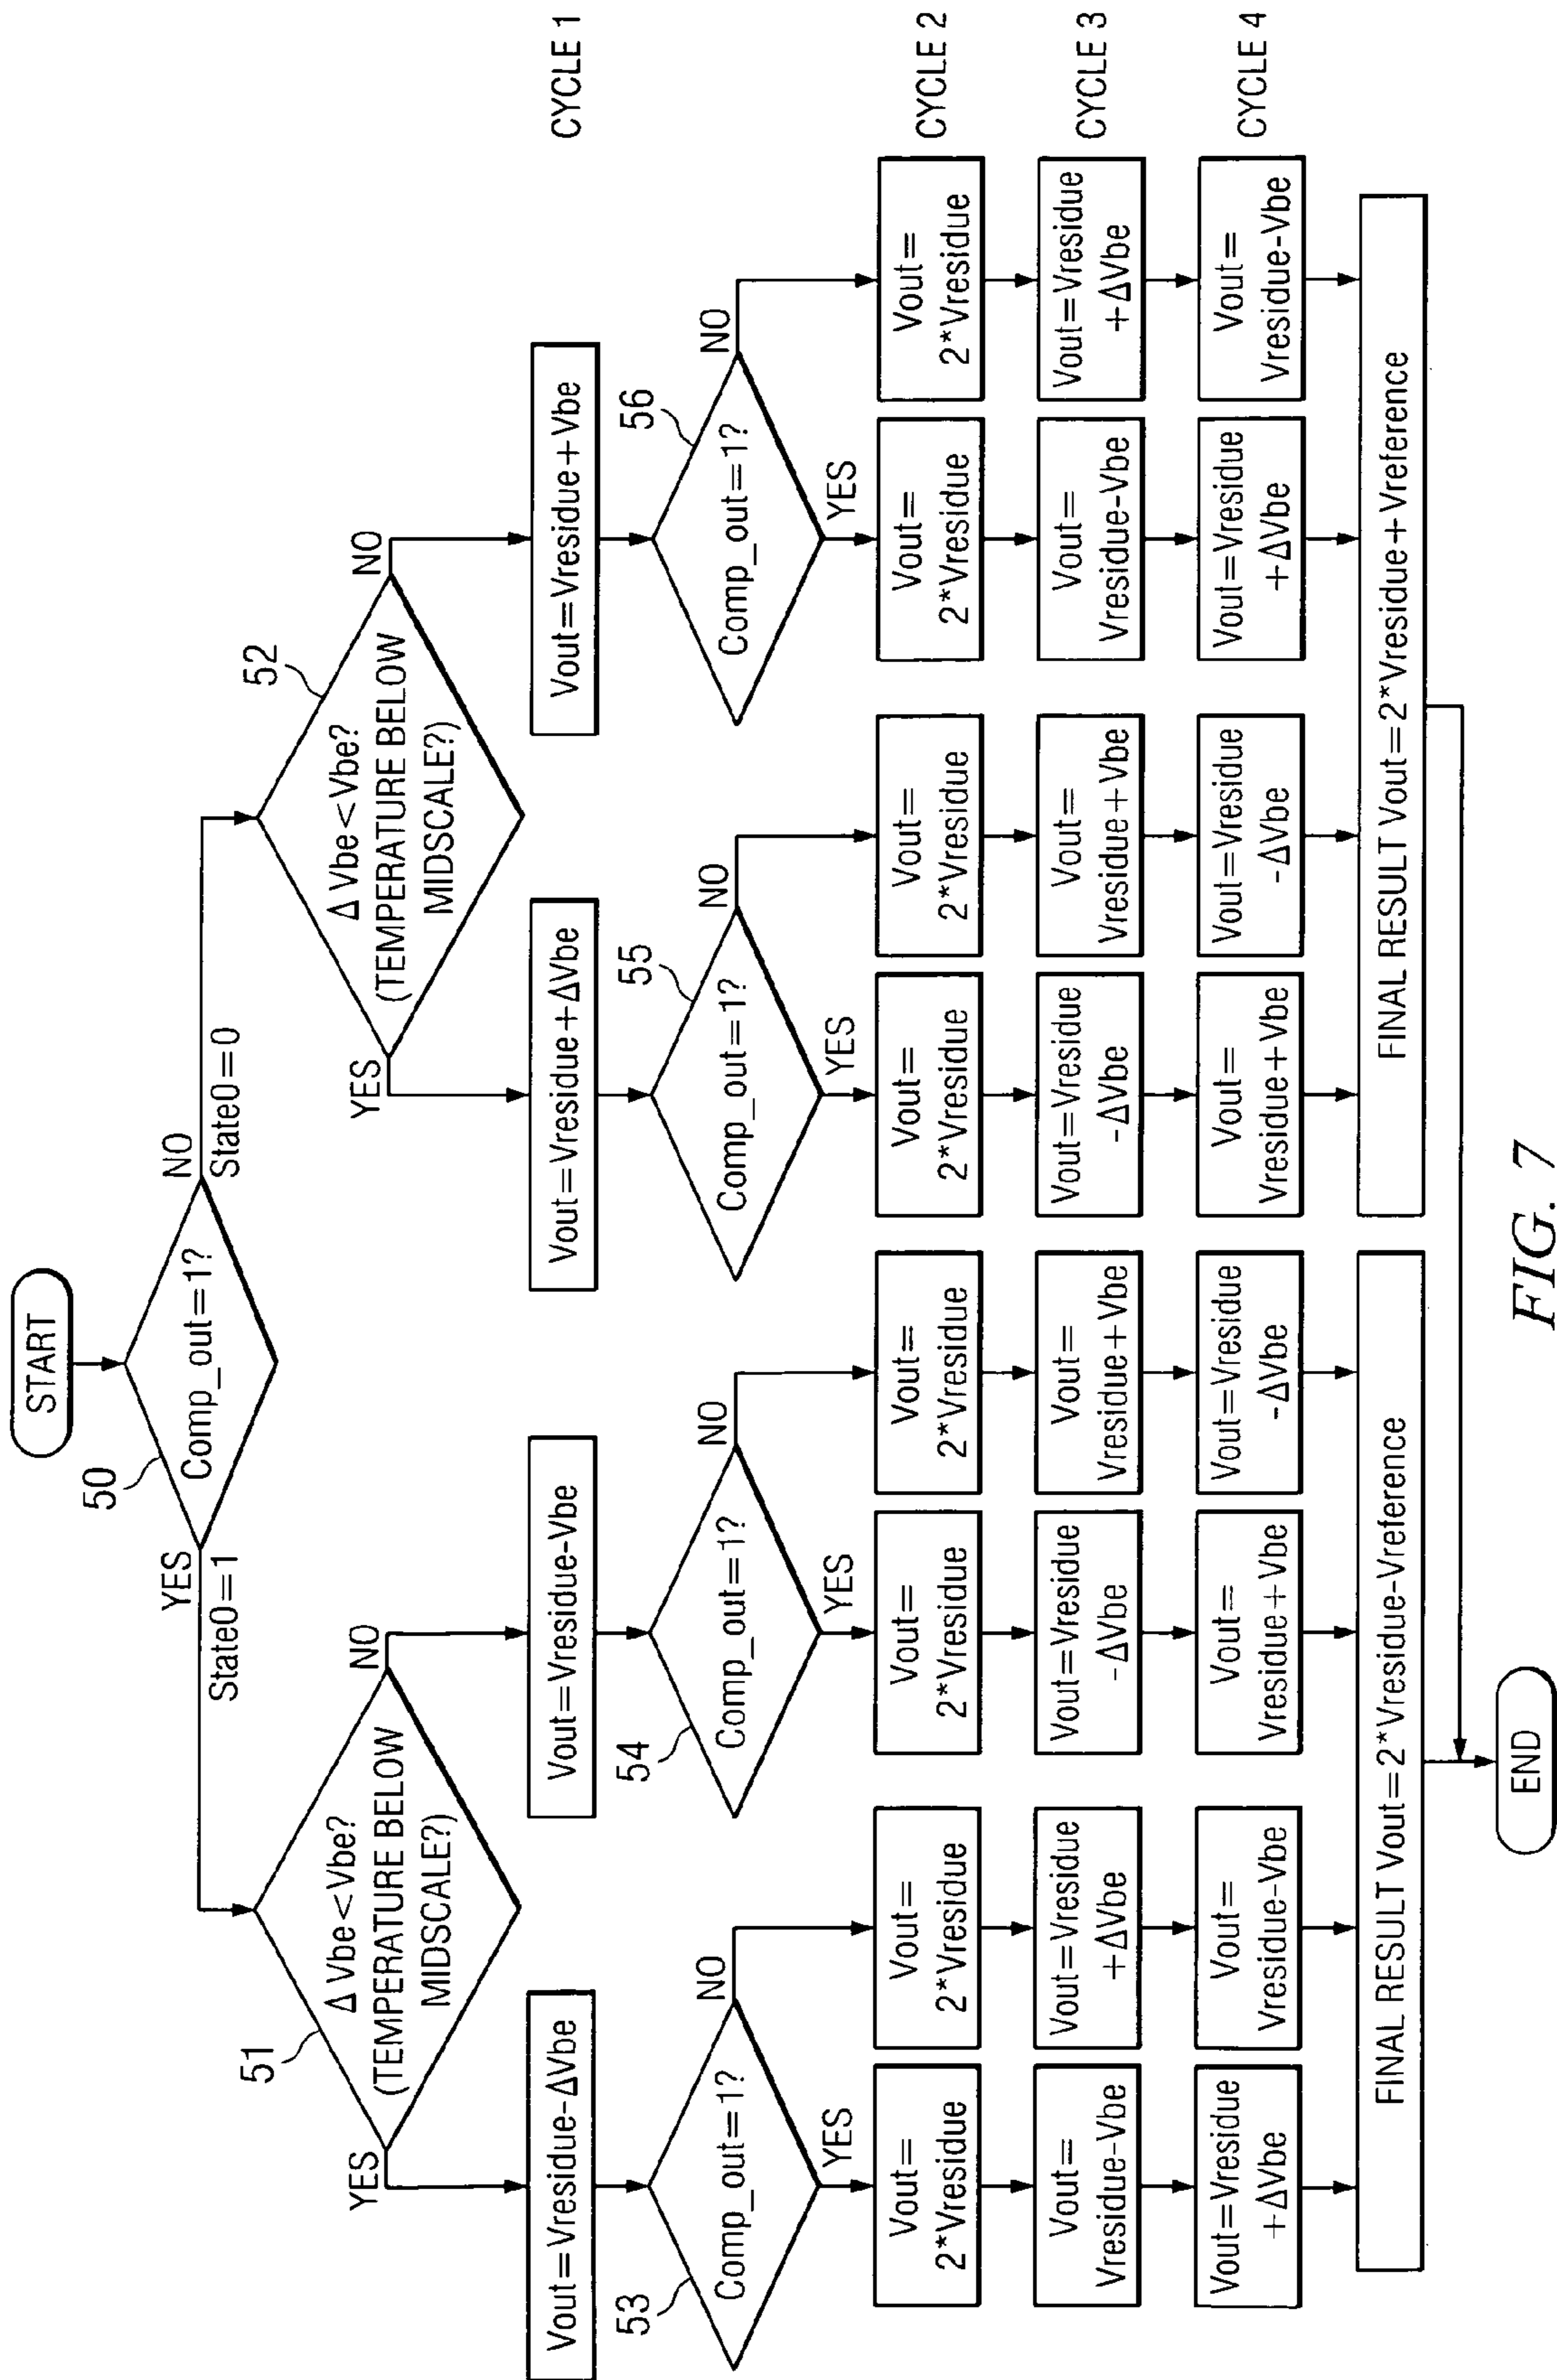 START
50
Comp_out=1?
YES
State0=1
NO
State0=0
51
Δ Vbe<Vbe?
(TEMPERATURE BELOW
MIDSCALE?)
YES
NO
52
Δ Vbe<Vbe?
(TEMPERATURE BELOW
MIDSCALE?)
YES
NO
Vout=Vresidue-ΔVbe
Vout=Vresidue-Vbe
Vout=Vresidue+ΔVbe
Vout=Vresidue+Vbe
CYCLE 1
53
Comp_out=1?
YES
NO
54
Comp_out=1?
YES
NO
55
Comp_out=1?
YES
NO
56
Comp_out=1?
YES
NO
Vout=
2*Vresidue
Vout=
2*Vresidue
Vout=
2*Vresidue
Vout=
2*Vresidue
Vout=
2*Vresidue
Vout=
2*Vresidue
Vout=
2*Vresidue
Vout=
2*Vresidue
CYCLE 2
Vout=
Vresidue-Vbe
Vout=Vresidue
+ΔVbe
Vout=Vresidue
-ΔVbe
Vout=
Vresidue+Vbe
Vout=Vresidue
-ΔVbe
Vout=
Vresidue+Vbe
Vout=
Vresidue-Vbe
Vout=Vresidue
+ΔVbe
CYCLE 3
Vout=Vresidue
+ΔVbe
Vout=
Vresidue-Vbe
Vout=
Vresidue+Vbe
Vout=Vresidue
-ΔVbe
Vout=
Vresidue+Vbe
Vout=Vresidue
-ΔVbe
Vout=Vresidue
+ΔVbe
Vout=
Vresidue-Vbe
CYCLE 4
FINAL RESULT Vout=2*Vresidue-Vreference
FINAL RESULT Vout=2*Vresidue+Vreference
END
FIG. 7